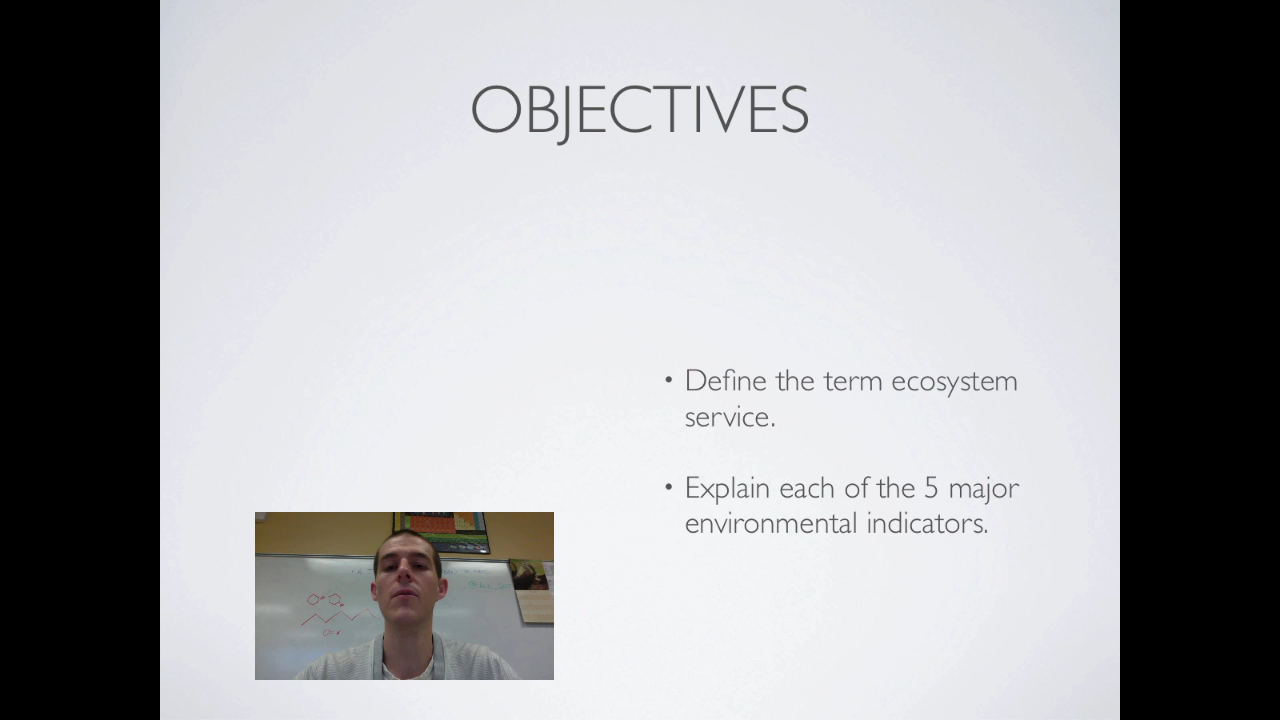 OBJECTIVES
• Define the term ecosystem
service.
• Explain each of the 5 major
environmental indicators.